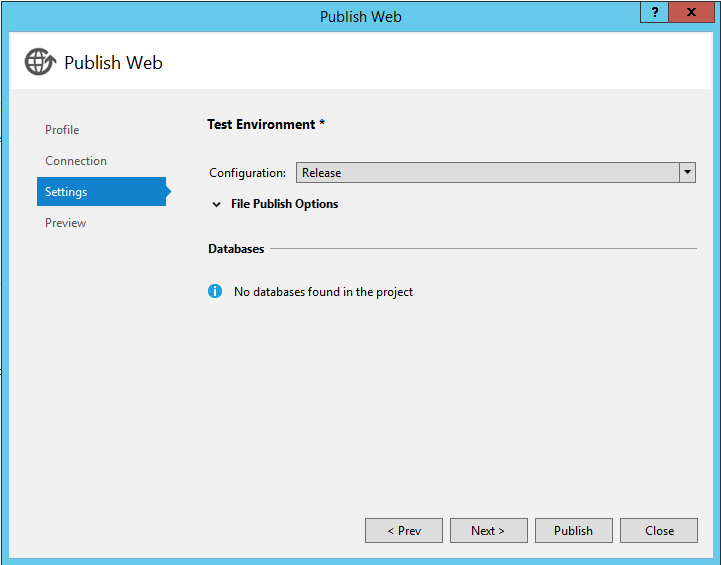 Publish Web
?
x
Publish Web
Profile
Connection
Settings
Preview
Test Environment *
Configuration: Release
File Publish Options
Databases
i No databases found in the project
< Prev Next > Publish Close